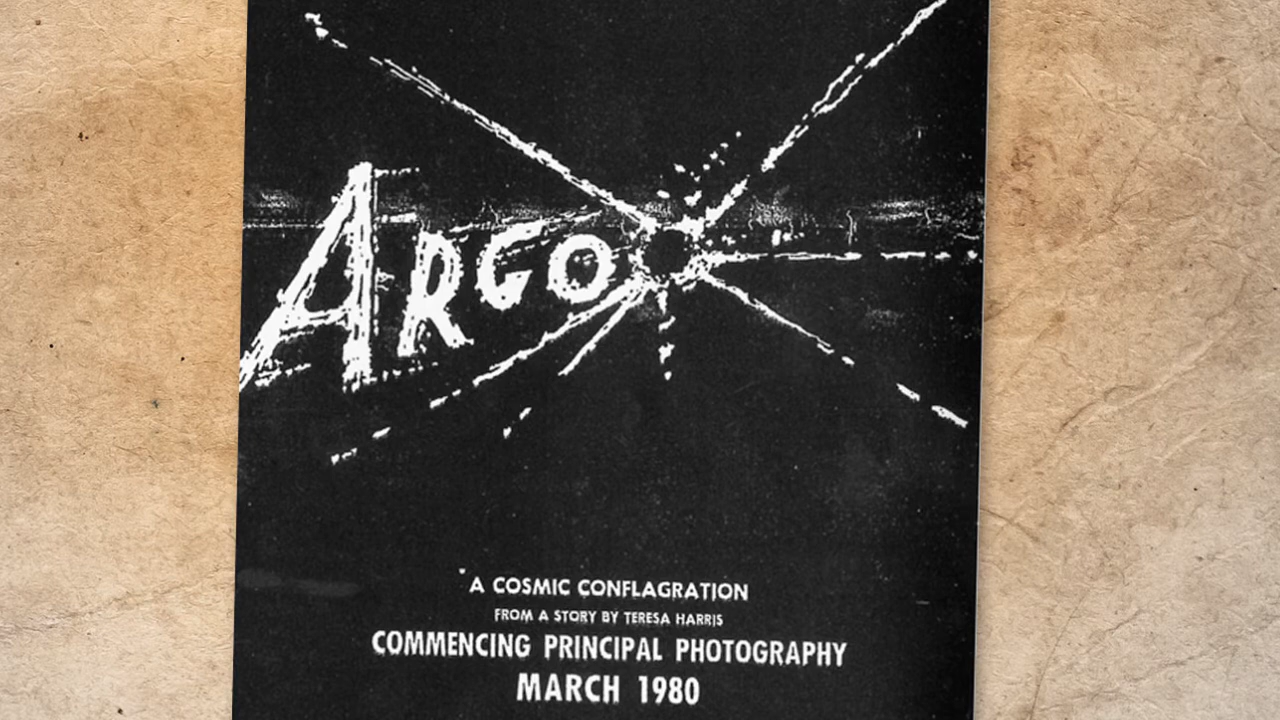 ARGO
A COSMIC CONFLAGRATION
FROM A STORY BY TERESA HARRIS
COMMENCING PRINCIPAL PHOTOGRAPHY
MARCH 1980